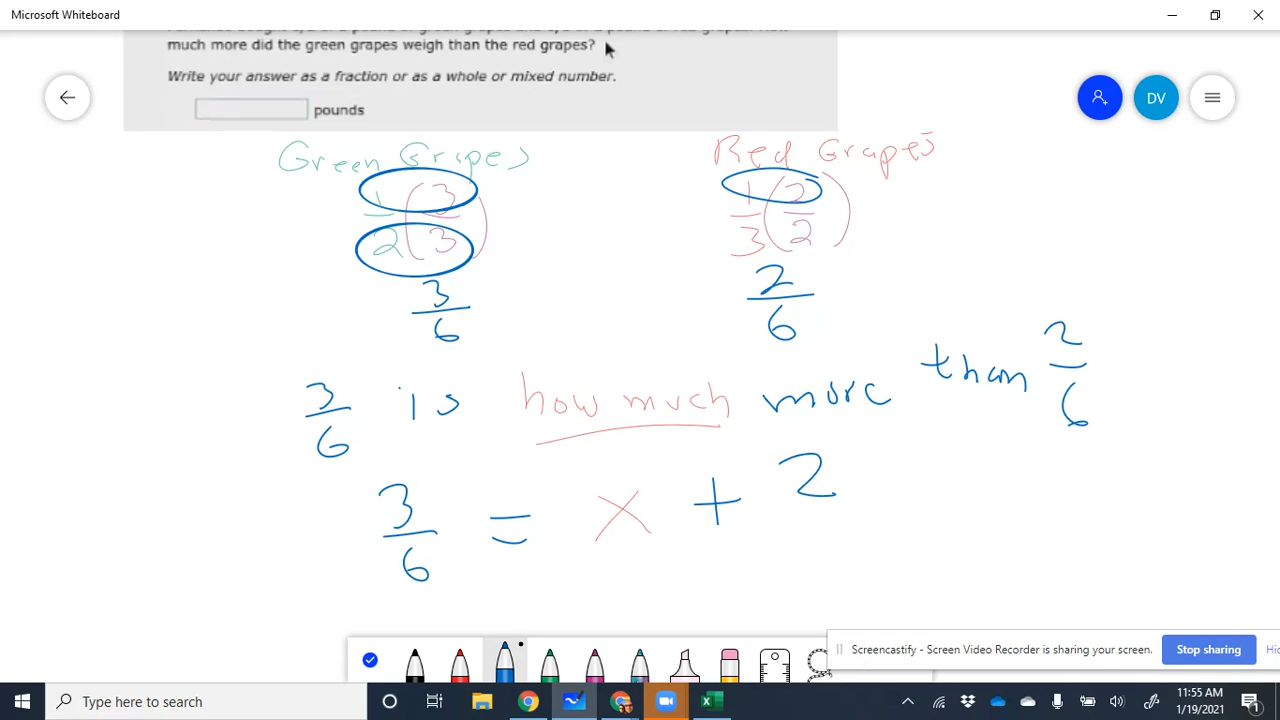 Microsoft Whiteboard
much more did the green grapes weigh than the red grapes?
Write your answer as a fraction or as a whole or mixed number.
pounds
DV
Green Grapes
1/2 (3/3)
3/6
Red Grapes
1/3 (2/2)
2/6
3/6 is how much more than 2/6
3/6 = x + 2
Screencastify - Screen Video Recorder is sharing your screen.
Stop sharing
Hid
Type here to search
11:55 AM
1/19/2021
1